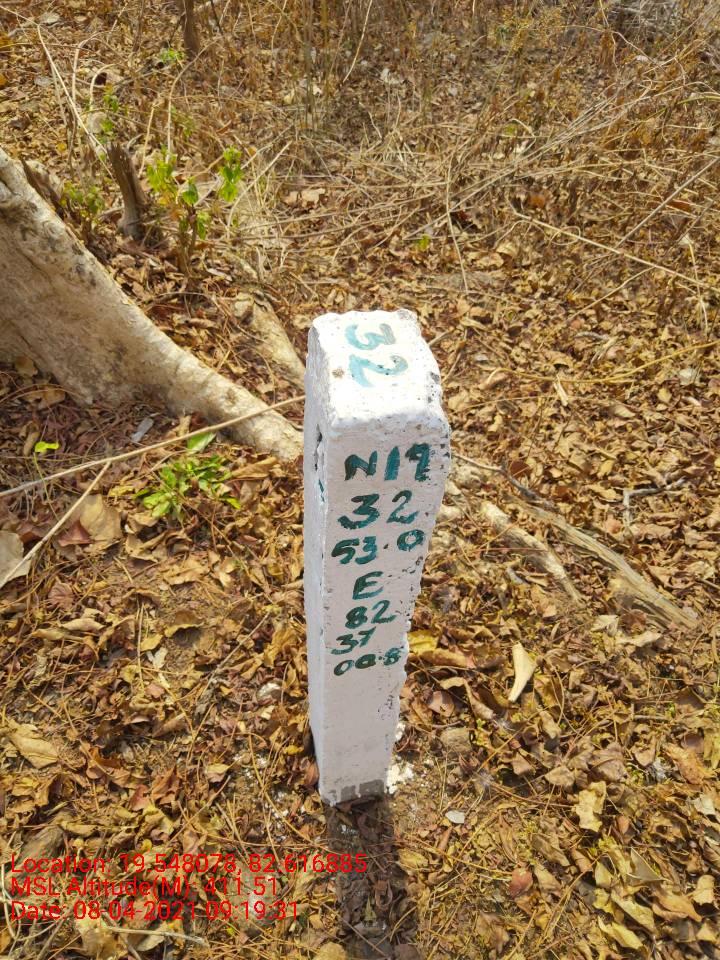 32
N19
32
53.0
E
82
37
00.8
Location: 19.548078, 82.616885
MSL Altitude(M): 411.51
Date: 08-04-2021 09:19:31